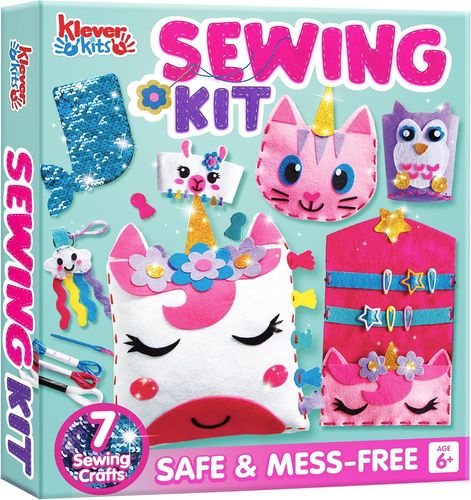 Klever
Kits
SEWING
KIT
Klever
Kits
SEWING KIT
7
Sewing
Crafts
SAFE & MESS-FREE
AGE
6+